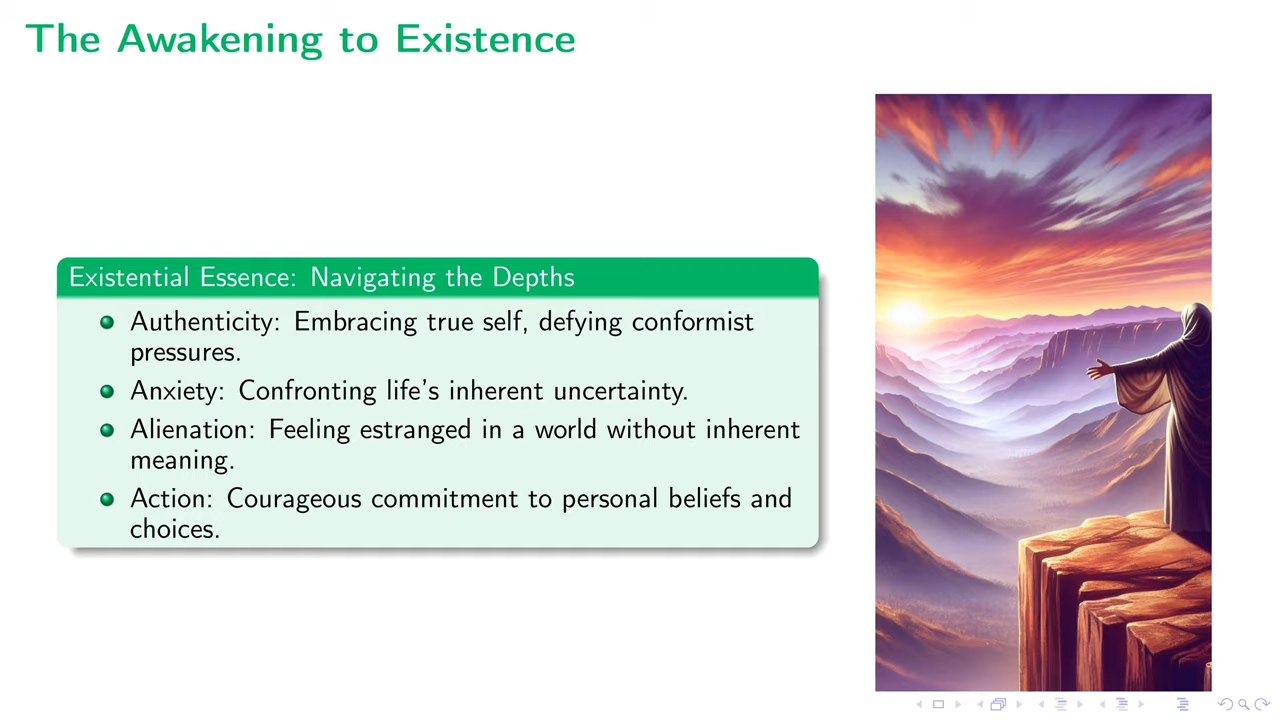 The Awakening to Existence
Existential Essence: Navigating the Depths
Authenticity: Embracing true self, defying conformist
pressures.
Anxiety: Confronting life's inherent uncertainty.
Alienation: Feeling estranged in a world without inherent
meaning.
Action: Courageous commitment to personal beliefs and
choices.